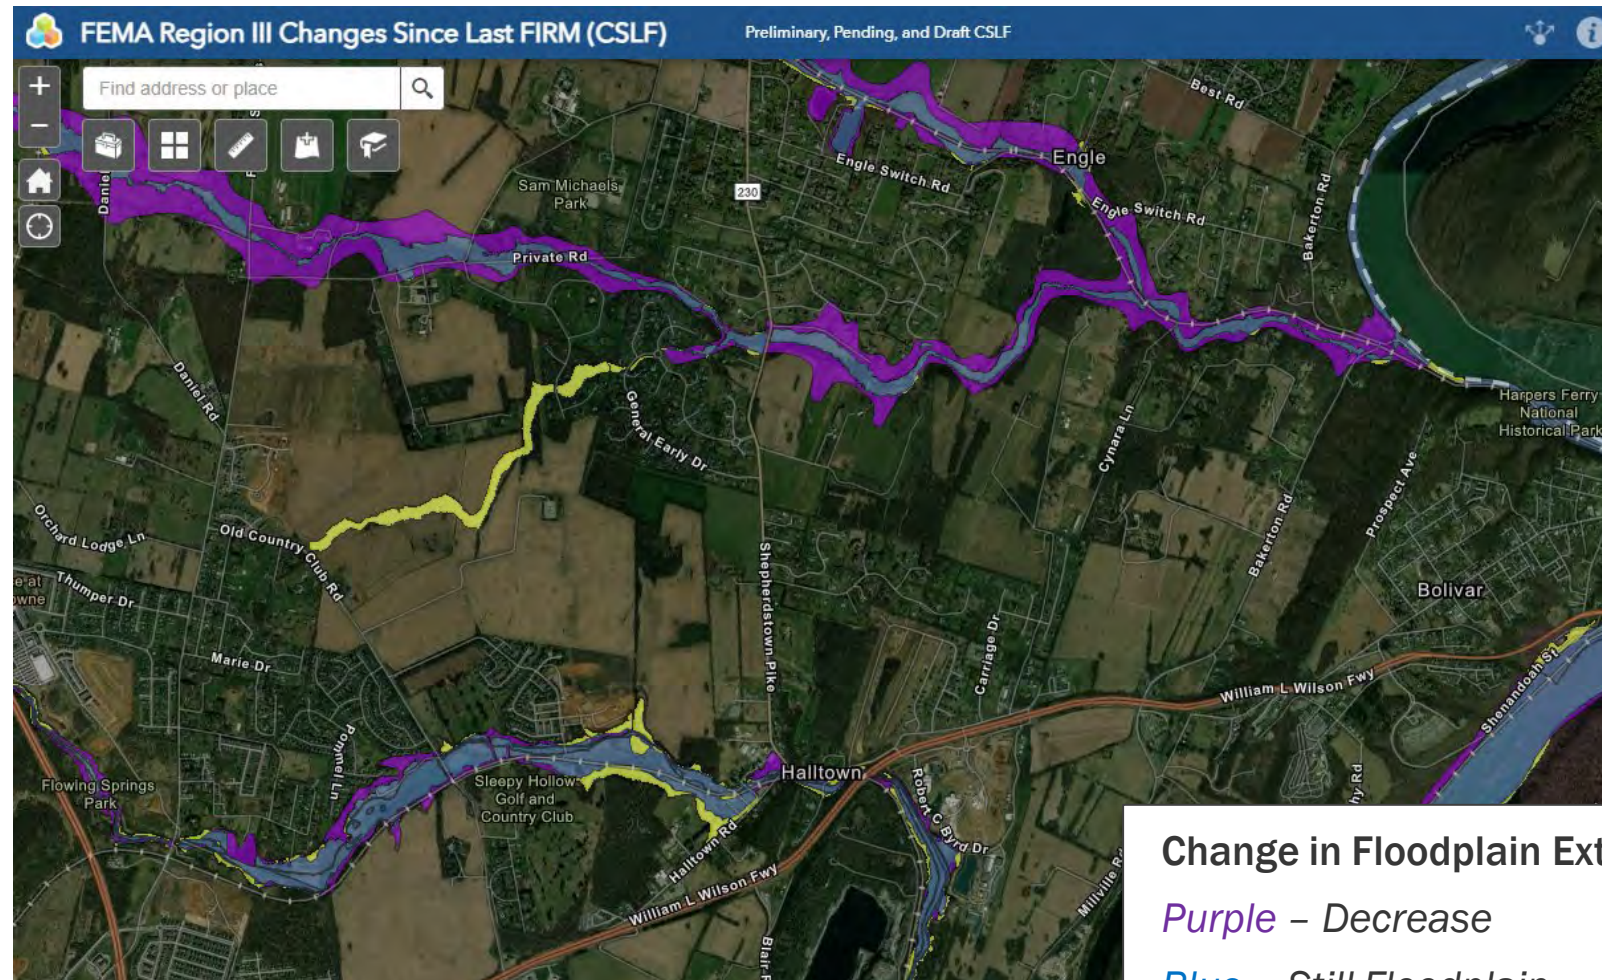 FEMA Region III Changes Since Last FIRM (CSLF)
Preliminary, Pending, and Draft CSLF
Find address or place
Best Rd
Engle
Engle Switch Rd
Sam Michaels
Park
230
Engle Switch Rd
Bakerton Rd
Daniel
Private Rd
Daniel Rd
General Early Dr
Cynara Ln
Harpers Ferry
National
Historical Park
Prospect Ave
Bakerton Rd
Orchard Lodge Ln
Old Country Club Rd
Shepherdstown Pike
Thumper Dr
Bolivar
Marie Dr
Carriage Dr
William L Wilson Fwy
Shenandoah St
Pommel Ln
Flowing Springs
Park
Sleepy Hollow
Golf and
Country Club
Halltown
Robert C Byrd Dr
Halltown Rd
William L Wilson Fwy
Millville Rd
Blair
Change in Floodplain Ext
Purple – Decrease
Blue – Still Floodplain